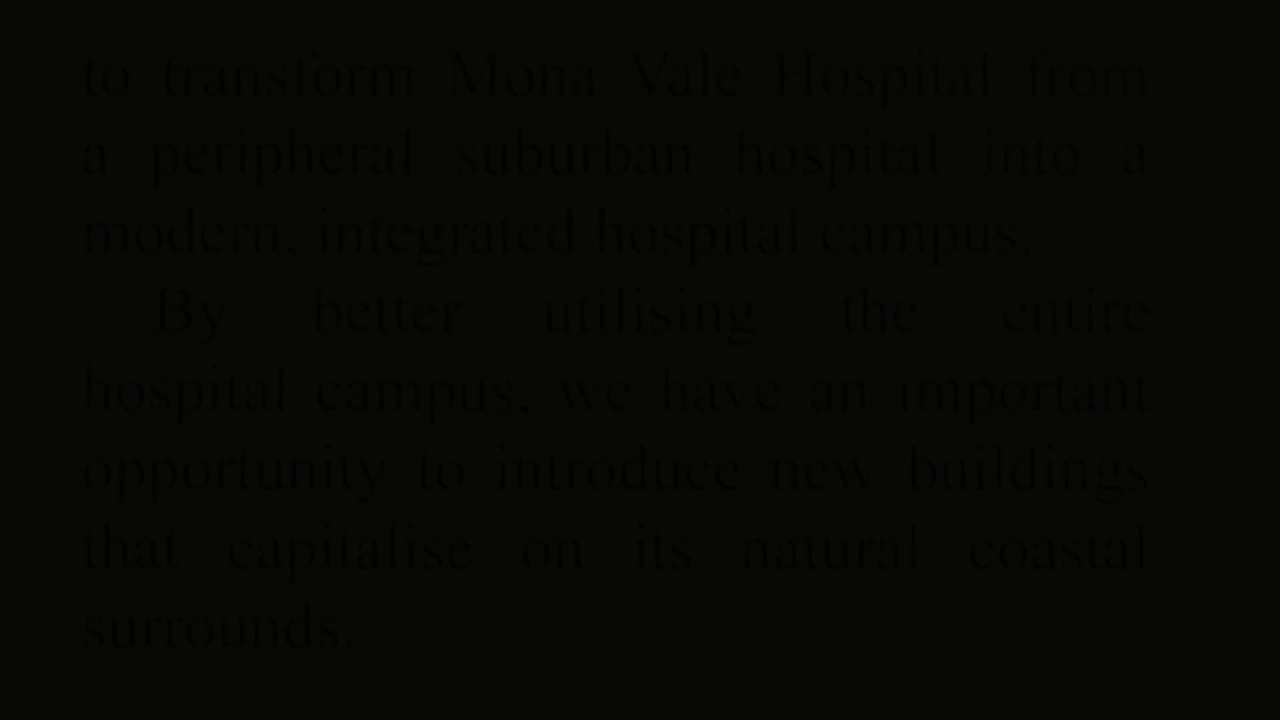 to transform Mona Vale Hospital from
a peripheral suburban hospital into a
modern, integrated hospital campus.
By better utilising the entire
hospital campus, we have an important
opportunity to introduce new buildings
that capitalise on its natural coastal
surrounds.